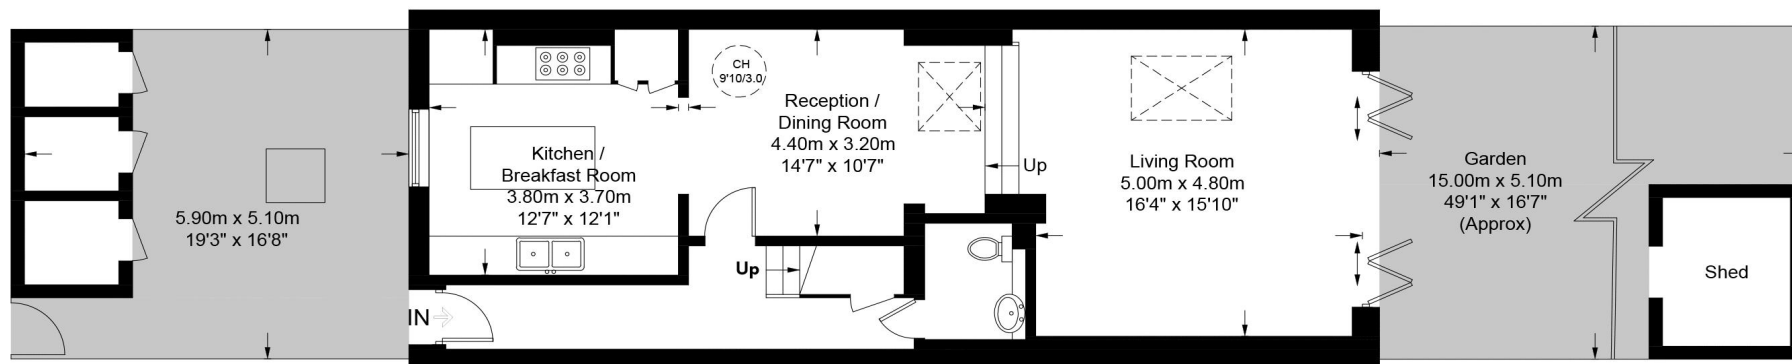 5.90m x 5.10m
19'3" x 16'8"
IN
Kitchen /
Breakfast Room
3.80m x 3.70m
12'7" x 12'1"
CH
9'10/3.0
Reception /
Dining Room
4.40m x 3.20m
14'7" x 10'7"
Up
Up
Living Room
5.00m x 4.80m
16'4" x 15'10"
Garden
15.00m x 5.10m
49'1" x 16'7"
(Approx)
Shed